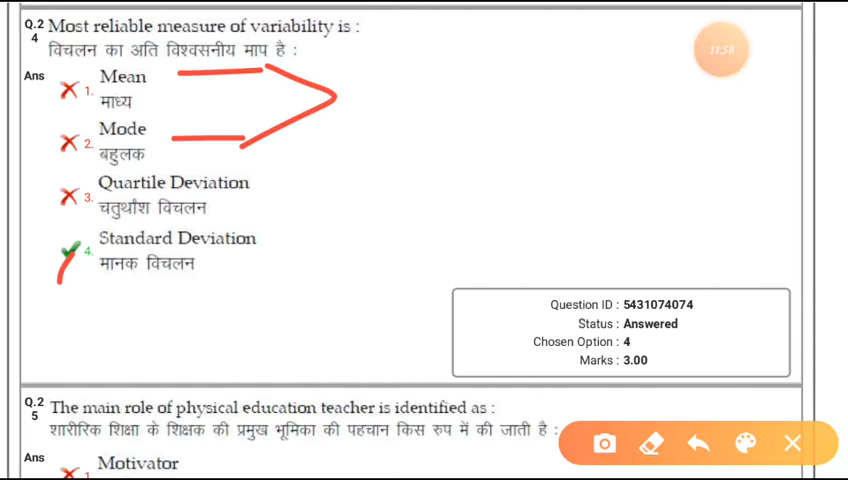 Q.2
4
Most reliable measure of variability is :
विचलन का अति विश्वसनीय माप है :
11:58
Ans
1. Mean
माध्य
2. Mode
बहुलक
3. Quartile Deviation
चतुर्थांश विचलन
4. Standard Deviation
मानक विचलन
Question ID : 5431074074
Status : Answered
Chosen Option : 4
Marks : 3.00
Q.2
5
The main role of physical education teacher is identified as :
शारीरिक शिक्षा के शिक्षक की प्रमुख भूमिका की पहचान किस रुप में की जाती है :
Ans
1. Motivator